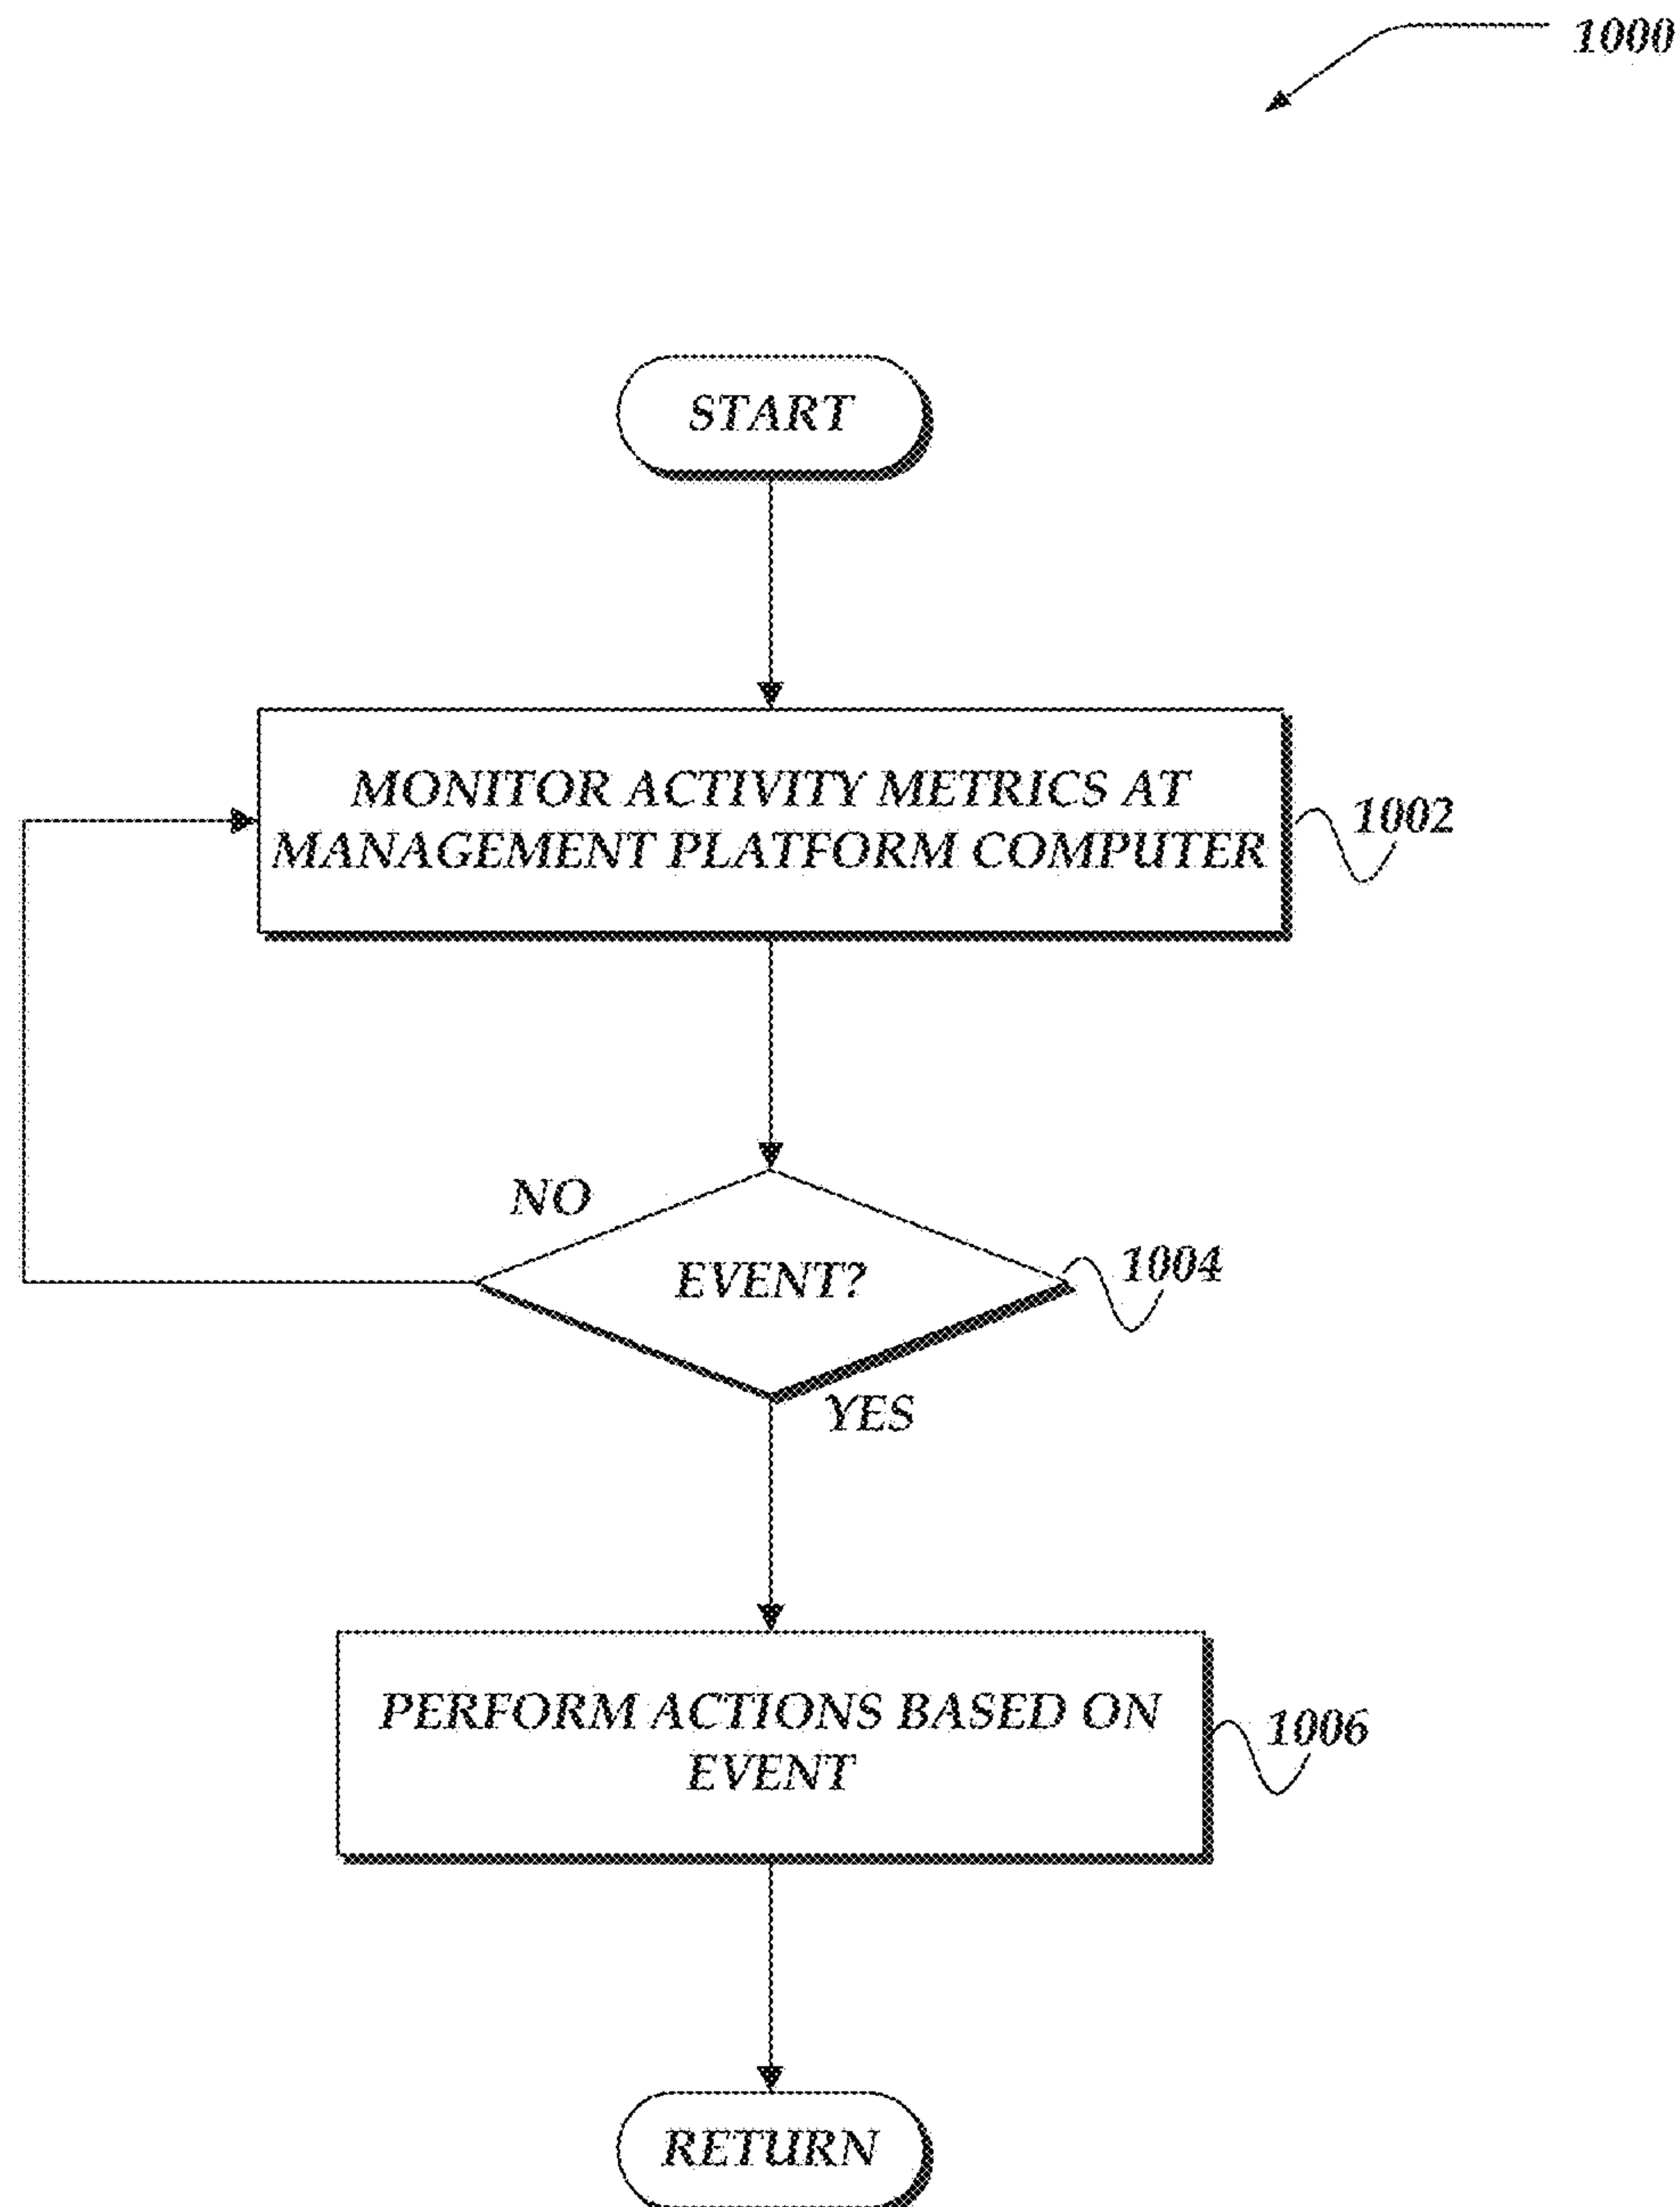 1000
START
MONITOR ACTIVITY METRICS AT
MANAGEMENT PLATFORM COMPUTER
1002
NO
EVENT?
1004
YES
PERFORM ACTIONS BASED ON
EVENT
1006
RETURN